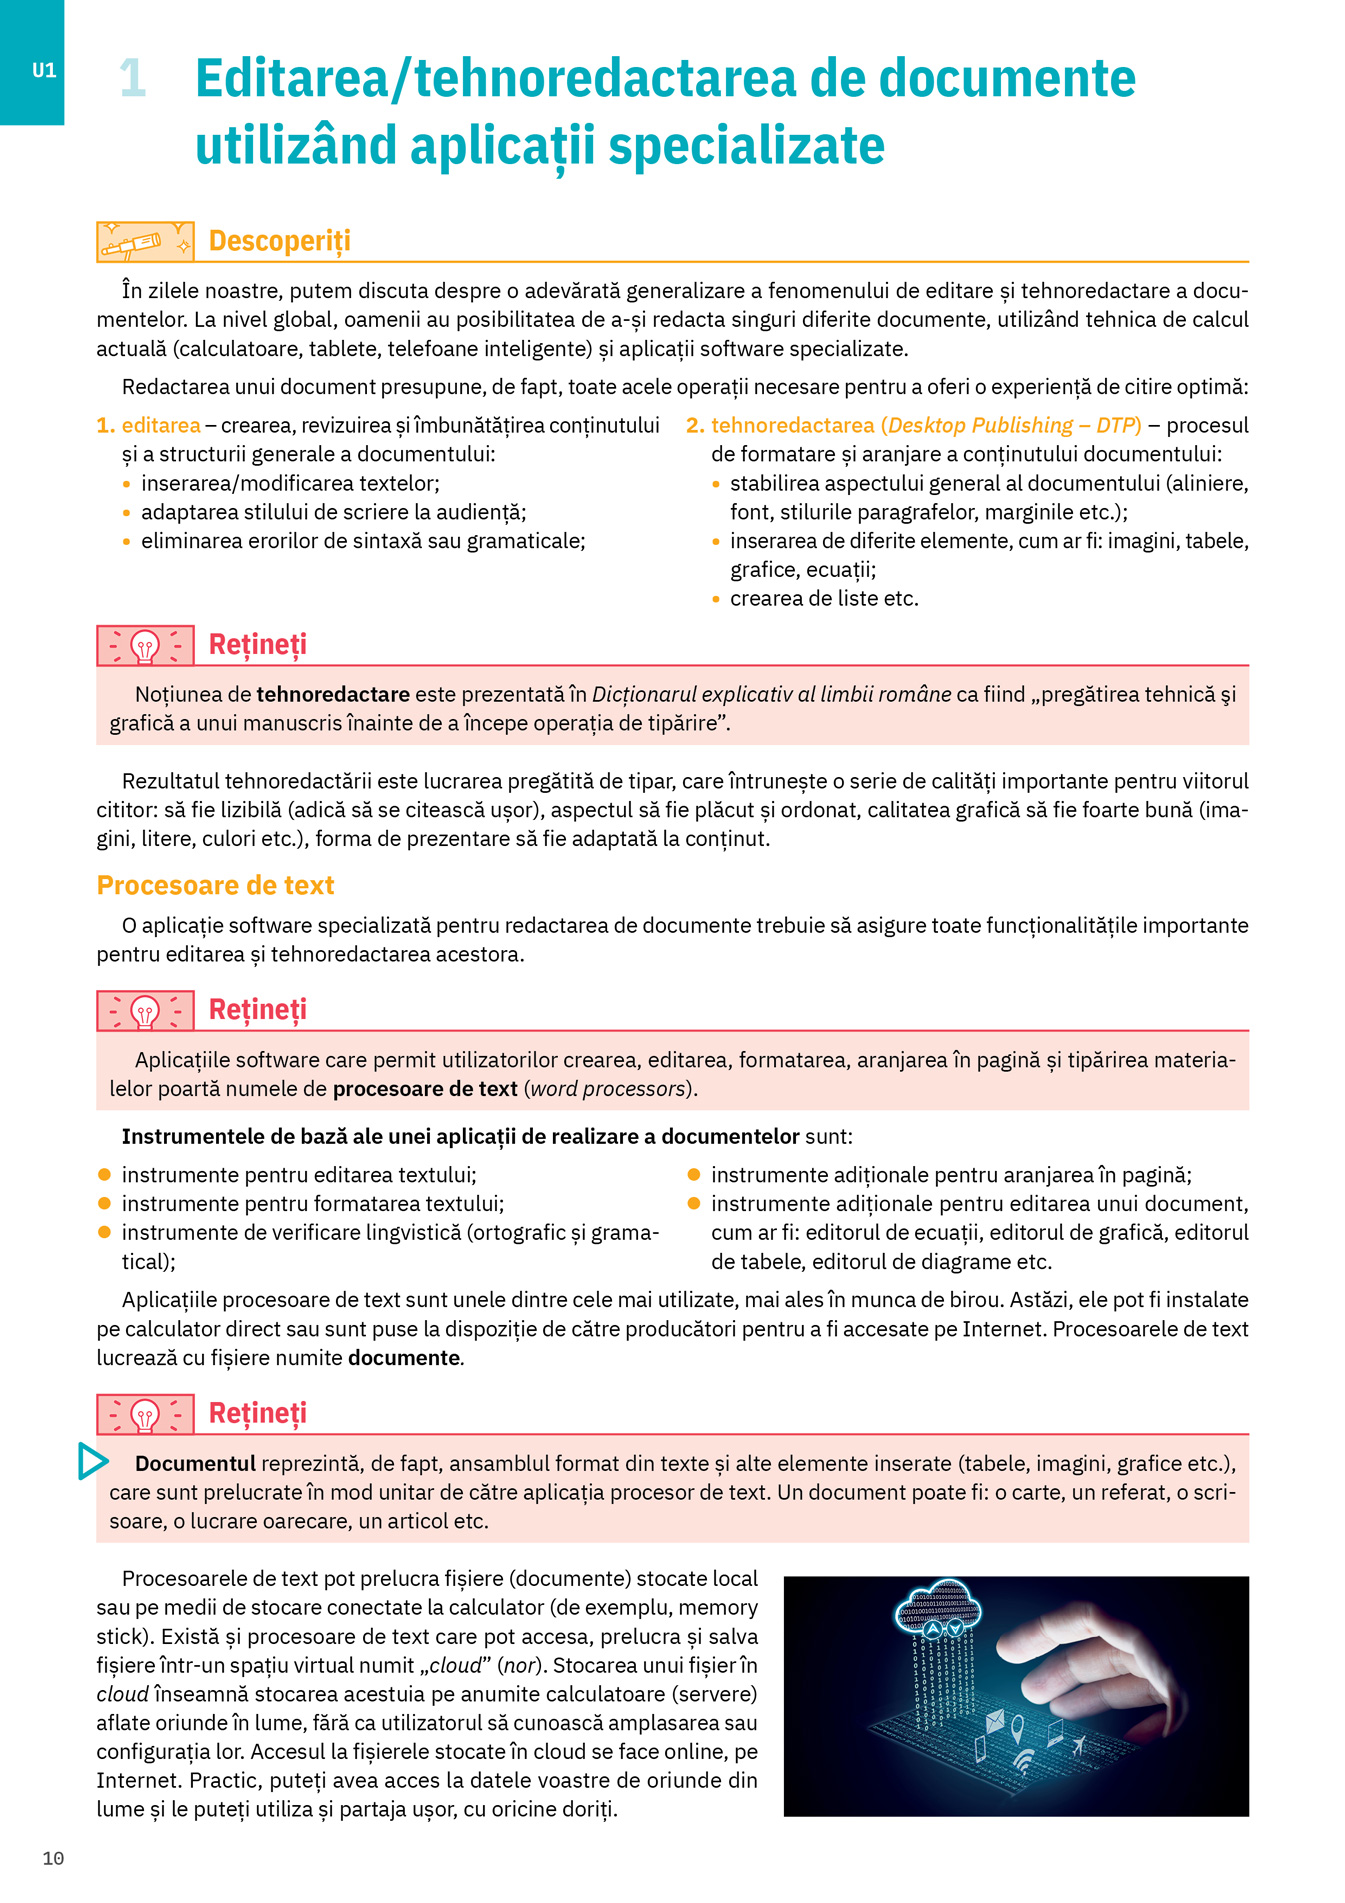 U1
1 Editarea/tehnoredactarea de documente
utilizând aplicații specializate
Descoperiți
În zilele noastre, putem discuta despre o adevărată generalizare a fenomenului de editare și tehnoredactare a docu-
mentelor. La nivel global, oamenii au posibilitatea de a-și redacta singuri diferite documente, utilizând tehnica de calcul
actuală (calculatoare, tablete, telefoane inteligente) și aplicații software specializate.
Redactarea unui document presupune, de fapt, toate acele operații necesare pentru a oferi o experiență de citire optimă:
1. editarea – crearea, revizuirea și îmbunătățirea conținutului
și a structurii generale a documentului:
• inserarea/modificarea textelor;
• adaptarea stilului de scriere la audiență;
• eliminarea erorilor de sintaxă sau gramaticale;
2. tehnoredactarea (Desktop Publishing – DTP) – procesul
de formatare și aranjare a conținutului documentului:
• stabilirea aspectului general al documentului (aliniere,
font, stilurile paragrafelor, marginile etc.);
• inserarea de diferite elemente, cum ar fi: imagini, tabele,
grafice, ecuații;
• crearea de liste etc.
Rețineți
Noțiunea de tehnoredactare este prezentată în Dicționarul explicativ al limbii române ca fiind „pregătirea tehnică şi
grafică a unui manuscris înainte de a începe operația de tipărire”.
Rezultatul tehnoredactării este lucrarea pregătită de tipar, care întrunește o serie de calități importante pentru viitorul
cititor: să fie lizibilă (adică să se citească ușor), aspectul să fie plăcut și ordonat, calitatea grafică să fie foarte bună (ima-
gini, litere, culori etc.), forma de prezentare să fie adaptată la conținut.
Procesoare de text
O aplicație software specializată pentru redactarea de documente trebuie să asigure toate funcționalitățile importante
pentru editarea și tehnoredactarea acestora.
Rețineți
Aplicațiile software care permit utilizatorilor crearea, editarea, formatarea, aranjarea în pagină și tipărirea materia-
lelor poartă numele de procesoare de text (word processors).
Instrumentele de bază ale unei aplicații de realizare a documentelor sunt:
● instrumente pentru editarea textului;
● instrumente pentru formatarea textului;
● instrumente de verificare lingvistică (ortografic și grama-
tical);
● instrumente adiționale pentru aranjarea în pagină;
● instrumente adiționale pentru editarea unui document,
cum ar fi: editorul de ecuații, editorul de grafică, editorul
de tabele, editorul de diagrame etc.
Aplicațiile procesoare de text sunt unele dintre cele mai utilizate, mai ales în munca de birou. Astăzi, ele pot fi instalate
pe calculator direct sau sunt puse la dispoziție de către producători pentru a fi accesate pe Internet. Procesoarele de text
lucrează cu fișiere numite documente.
Rețineți
Documentul reprezintă, de fapt, ansamblul format din texte și alte elemente inserate (tabele, imagini, grafice etc.),
care sunt prelucrate în mod unitar de către aplicația procesor de text. Un document poate fi: o carte, un referat, o scri-
soare, o lucrare oarecare, un articol etc.
Procesoarele de text pot prelucra fișiere (documente) stocate local
sau pe medii de stocare conectate la calculator (de exemplu, memory
stick). Există și procesoare de text care pot accesa, prelucra și salva
fișiere într-un spațiu virtual numit „cloud” (nor). Stocarea unui fișier în
cloud înseamnă stocarea acestuia pe anumite calculatoare (servere)
aflate oriunde în lume, fără ca utilizatorul să cunoască amplasarea sau
configurația lor. Accesul la fișierele stocate în cloud se face online, pe
Internet. Practic, puteți avea acces la datele voastre de oriunde din
lume și le puteți utiliza și partaja ușor, cu oricine doriți.
10